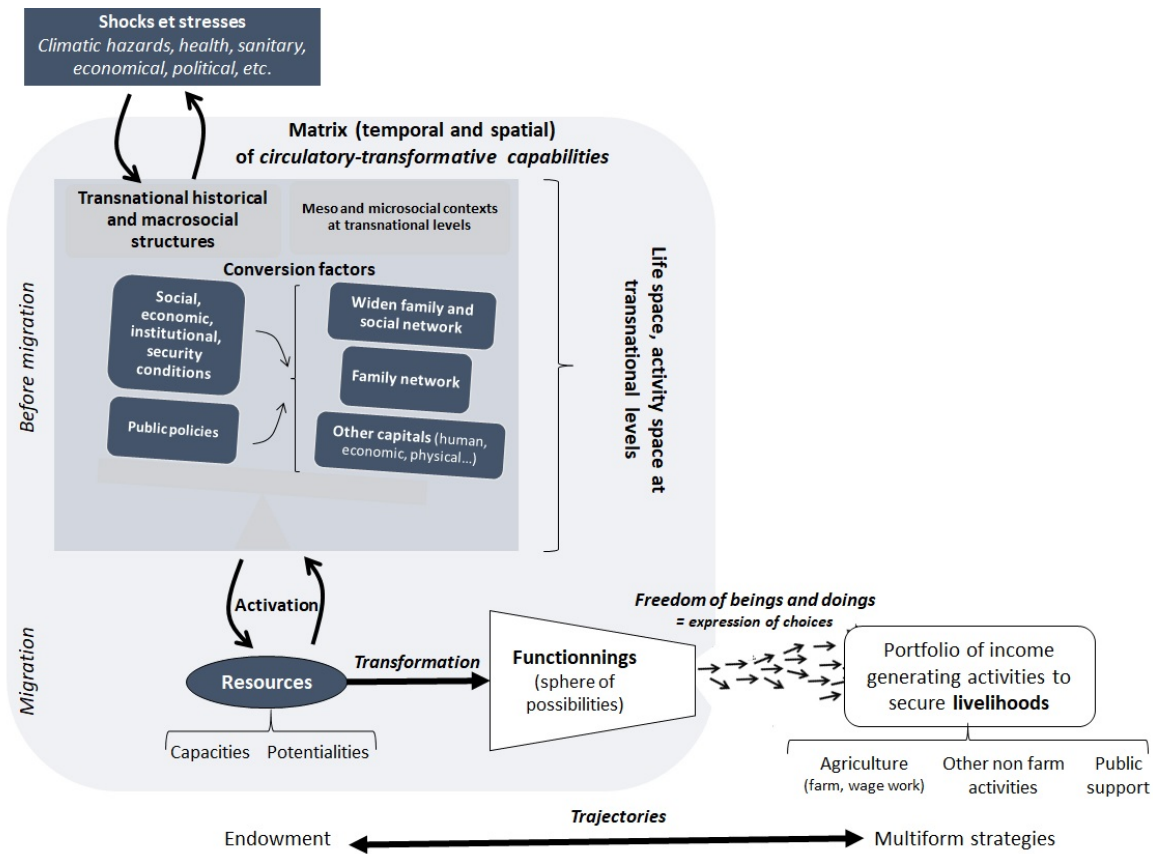 Shocks et stresses
Climatic hazards, health, sanitary,
economical, political, etc.
Matrix (temporal and spatial)
of circulatory-transformative capabilities
Transnational historical
and macrosocial
structures
Meso and microsocial contexts
at transnational levels
Conversion factors
Social,
economic,
institutional,
security
conditions
Public policies
Widen family and
social network
Family network
Other capitals (human,
economic, physical...)
Life space, activity space at
transnational levels
Before migration
Migration
Activation
Resources
Capacities
Potentialities
Transformation
Functionnings
(sphere of
possibilities)
Freedom of beings and doings
= expression of choices
Portfolio of income
generating activities to
secure livelihoods
Agriculture
(farm, wage work)
Other non farm
activities
Public
support
Trajectories
Endowment
Multiform strategies